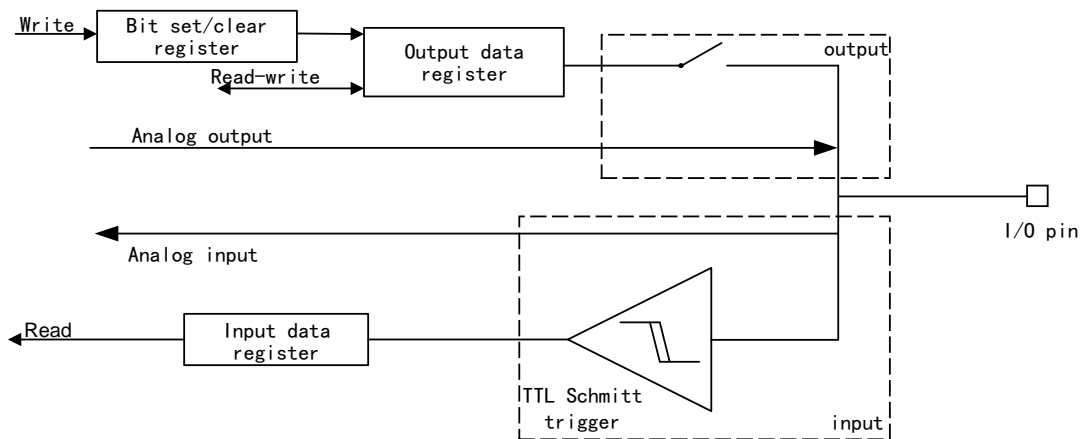 Write
Bit set/clear
register
Output data
register
output
Read-write
Analog output
I/O pin
Analog input
Read
Input data
register
TTL Schmitt
trigger
input